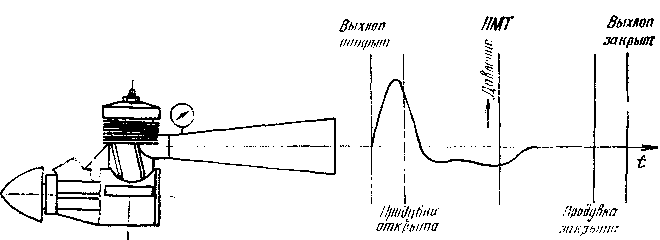 Выхлоп
открыт
Давление
НМТ
Выхлоп
закрыт
t
Продувка
открыта
Продувка
закрыта